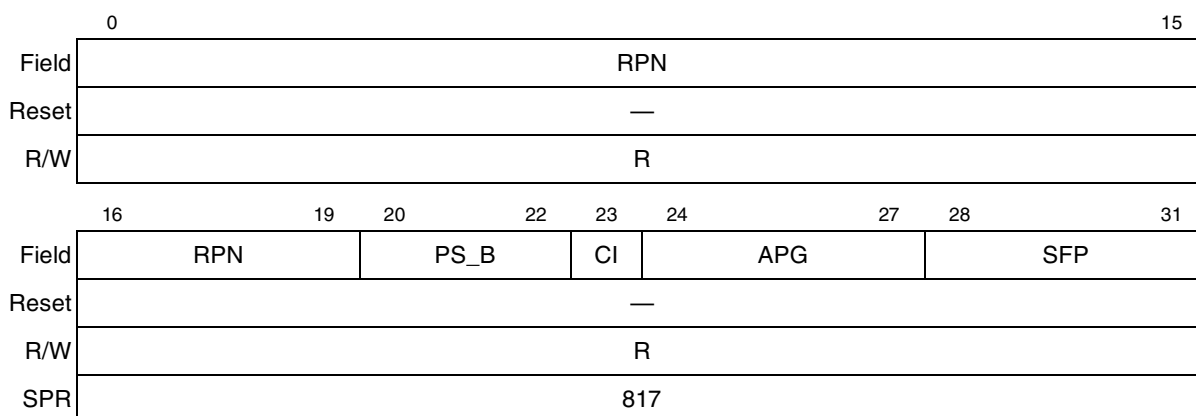 0 15
Field RPN
Reset —
R/W R
16 19 20 22 23 24 27 28 31
Field RPN PS_B CI APG SFP
Reset —
R/W R
SPR 817